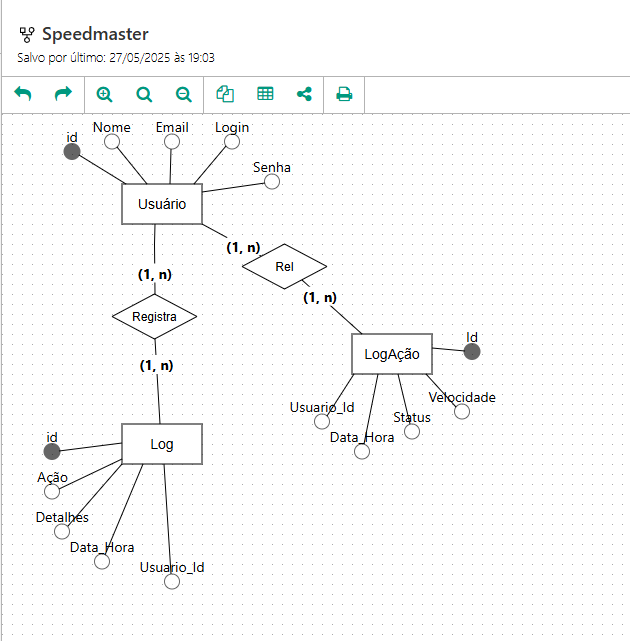 Speedmaster
Salvo por último: 27/05/2025 às 19:03
id
Nome
Email
Login
Senha
Usuário
(1, n)
Rel
(1, n)
(1, n)
Registra
(1, n)
LogAção
Id
Usuario_Id
Data_Hora
Status
Velocidade
Log
id
Ação
Detalhes
Data_Hora
Usuario_Id